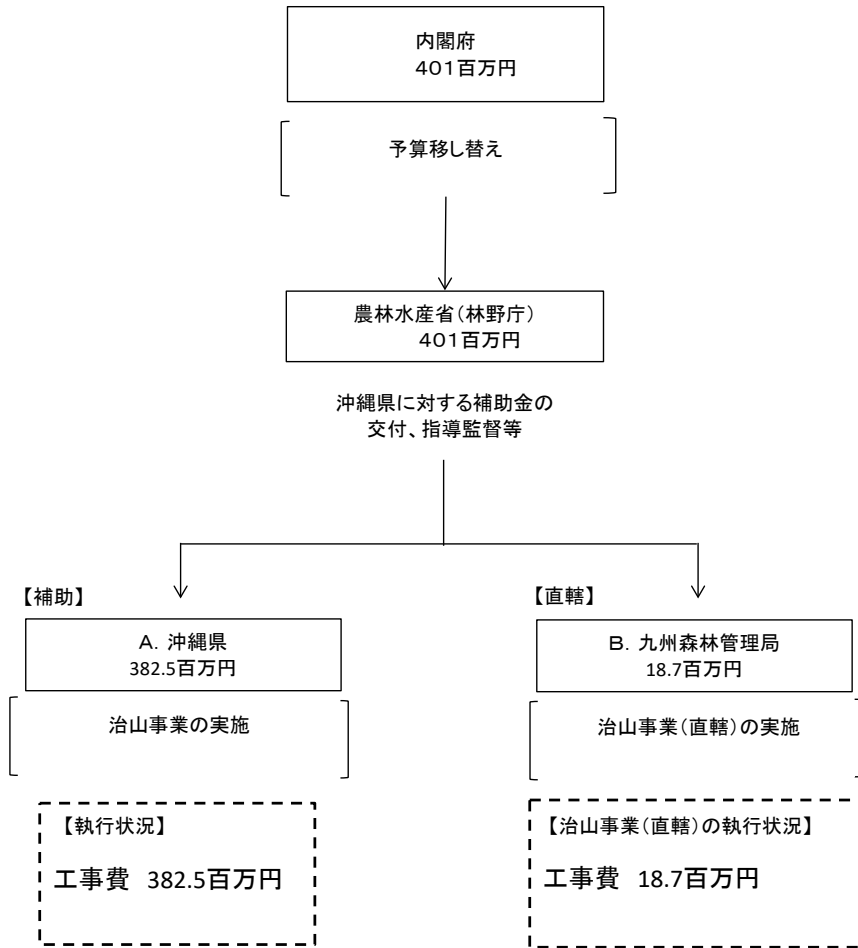 内閣府
401百万円
予算移し替え
農林水産省(林野庁)
401百万円
沖縄県に対する補助金の
交付、指導監督等
【補助】
A. 沖縄県
382.5百万円
治山事業の実施
【執行状況】
工事費 382.5百万円
【直轄】
B. 九州森林管理局
18.7百万円
治山事業(直轄)の実施
【治山事業(直轄)の執行状況】
工事費 18.7百万円